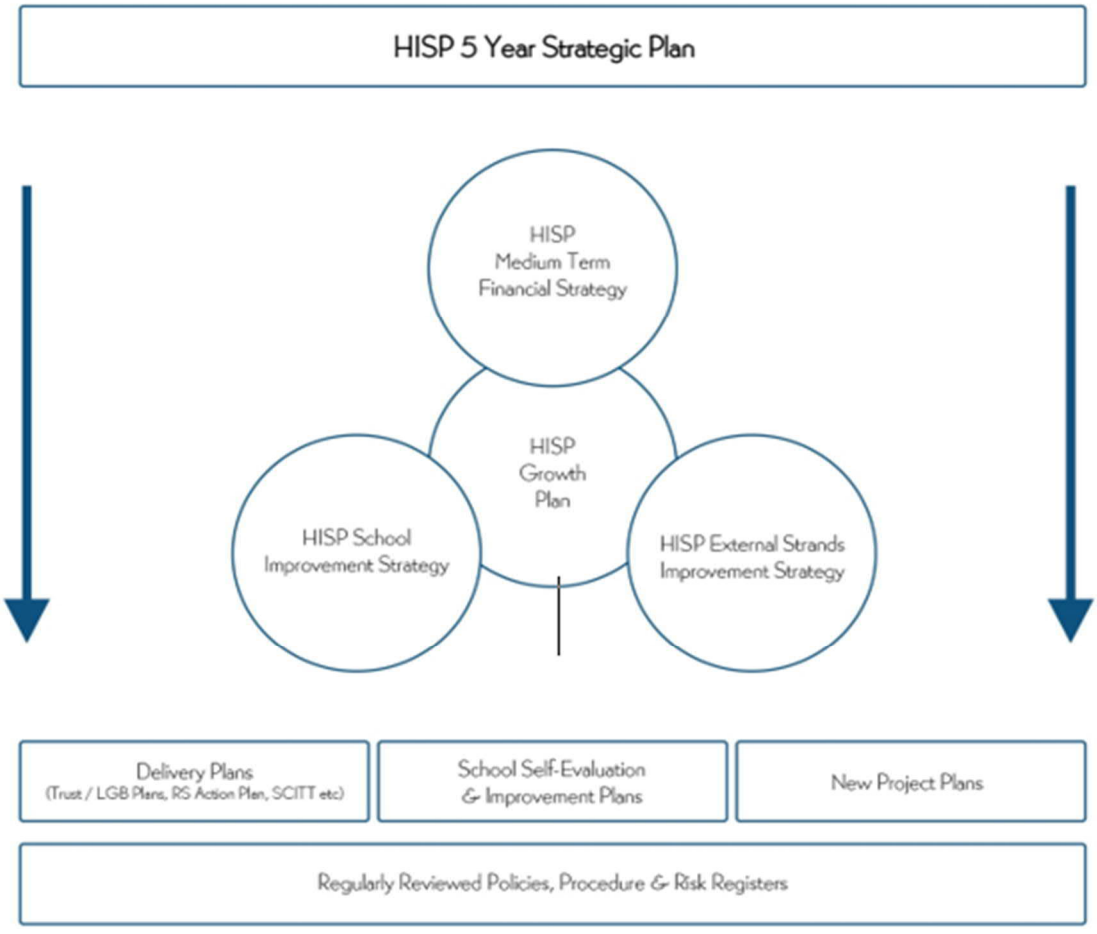 HISP 5 Year Strategic Plan
HISP
Medium Term
Financial Strategy
HISP
Growth
Plan
HISP School
Improvement Strategy
HISP External Strands
Improvement Strategy
Delivery Plans
(Trust / LGB Plans, RS Action Plan, SCITT etc)
School Self-Evaluation
& Improvement Plans
New Project Plans
Regularly Reviewed Policies, Procedure & Risk Registers